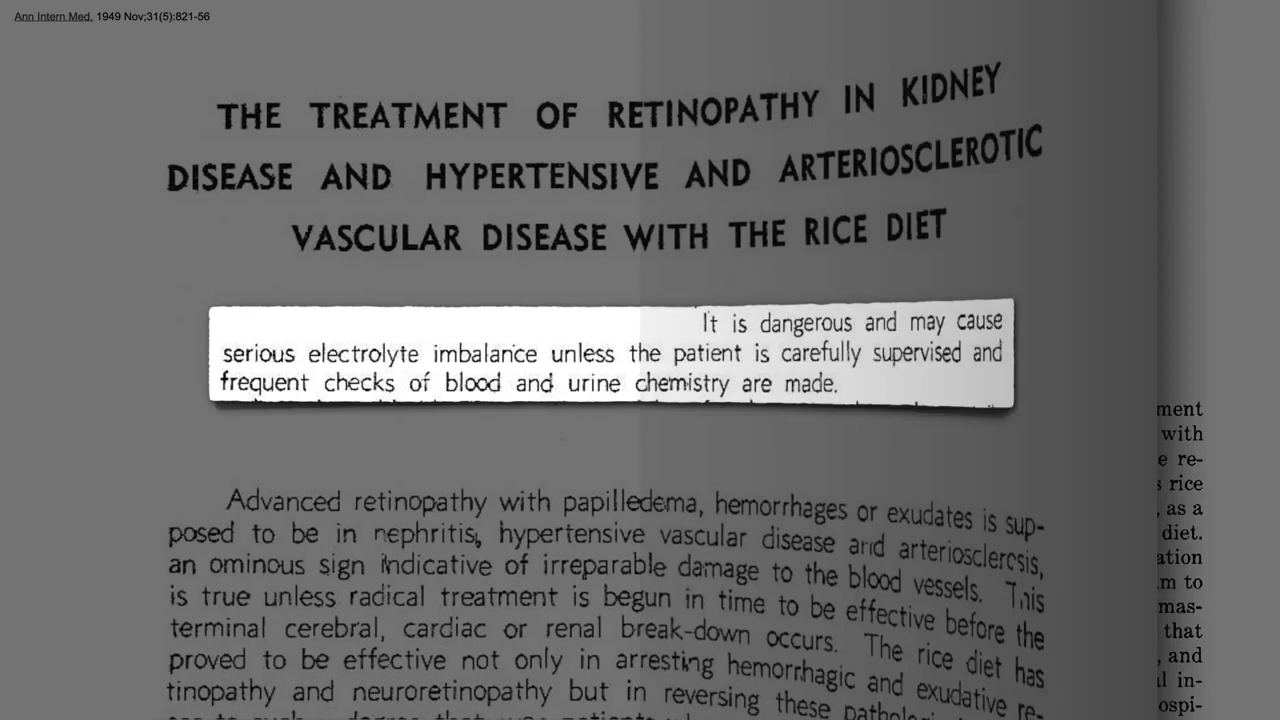 Ann Intern Med. 1949 Nov;31(5):821-56
THE TREATMENT OF RETINOPATHY IN KIDNEY
DISEASE AND HYPERTENSIVE AND ARTERIOSCLEROTIC
VASCULAR DISEASE WITH THE RICE DIET
It is dangerous and may cause
serious electrolyte imbalance unless the patient is carefully supervised and
frequent checks of blood and urine chemistry are made.
Advanced retinopathy with papilledema, hemorrhages or exudates is sup-
posed to be in nephritis, hypertensive vascular disease and arteriosclerosis,
an ominous sign indicative of irreparable damage to the blood vessels. This
is true unless radical treatment is begun in time to be effective before the
terminal cerebral, cardiac or renal break-down occurs. The rice diet has
proved to be effective not only in arresting hemorrhagic and exudative re-
tinopathy and neuroretinopathy but in reversing these
ment
with
e re-
s rice
, as a
diet.
ation
m to
mas-
that
, and
l in-
ospi-